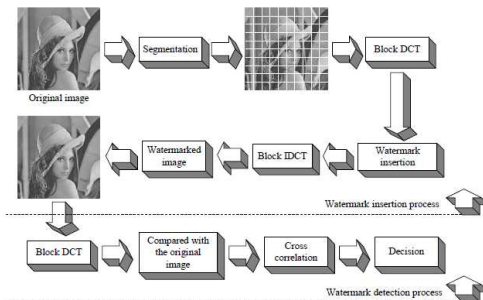 Segmentation
Block DCT
Original image
Watermarked
image
Block IDCT
Watermark
insertion
Watermark insertion process
Block DCT
Compared with
the original
image
Cross
correlation
Decision
Watermark detection process